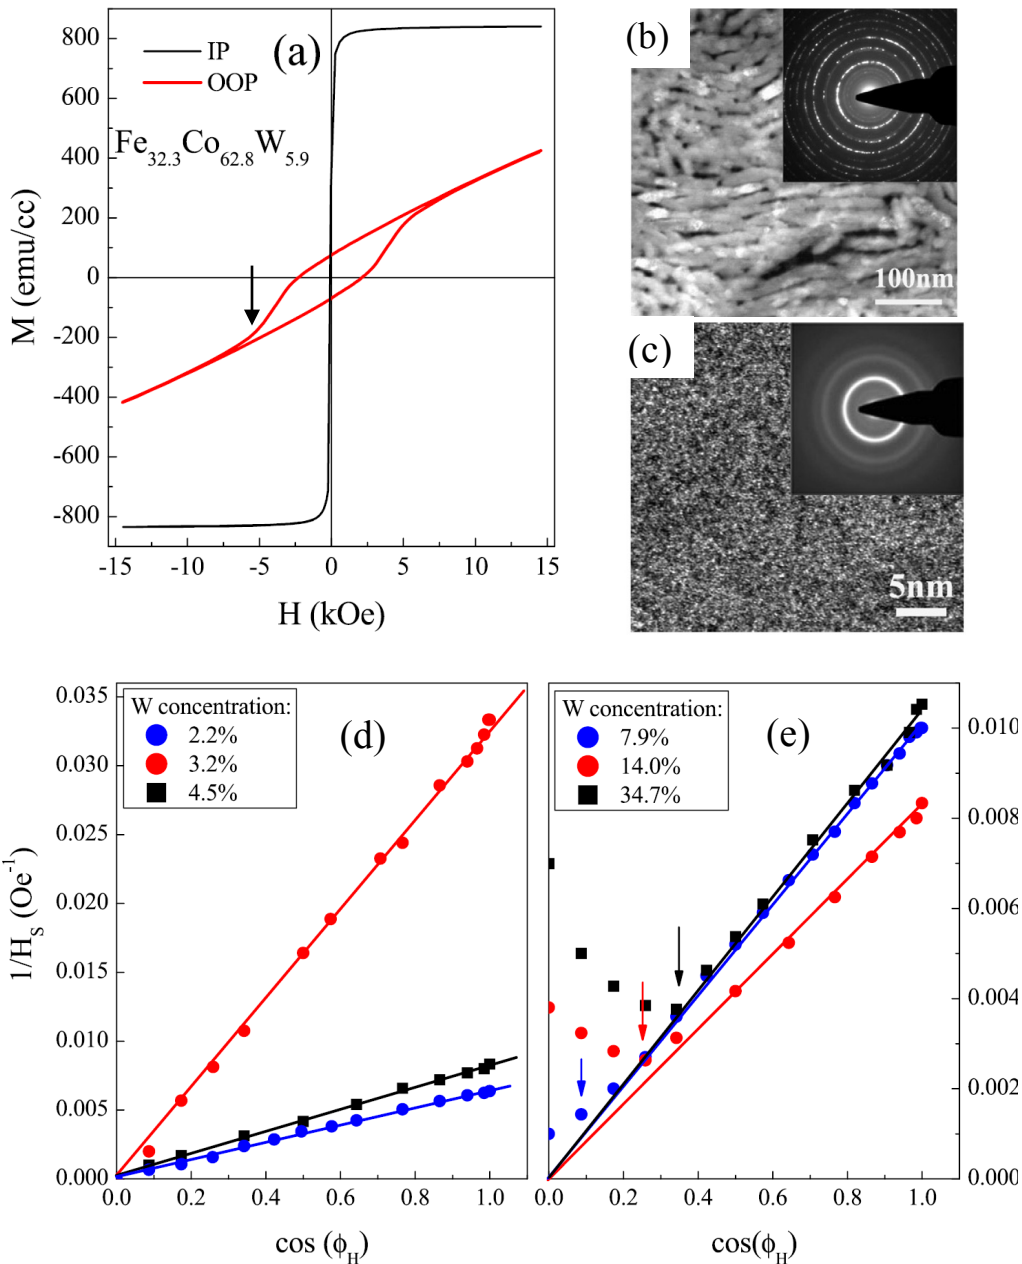 (a)
IP
OOP
Fe32.3Co62.8W5.9
M (emu/cc)
800
600
400
200
0
-200
-400
-600
-800
-15 -10 -5 0 5 10 15
H (kOe)
(b)
100nm
(c)
5nm
(d)
W concentration:
2.2%
3.2%
4.5%
1/HS (Oe-1)
0.035
0.030
0.025
0.020
0.015
0.010
0.005
0.000
0.0 0.2 0.4 0.6 0.8 1.0
cos (ϕH)
(e)
W concentration:
7.9%
14.0%
34.7%
0.010
0.008
0.006
0.004
0.002
0.000
0.2 0.4 0.6 0.8 1.0
cos(ϕH)